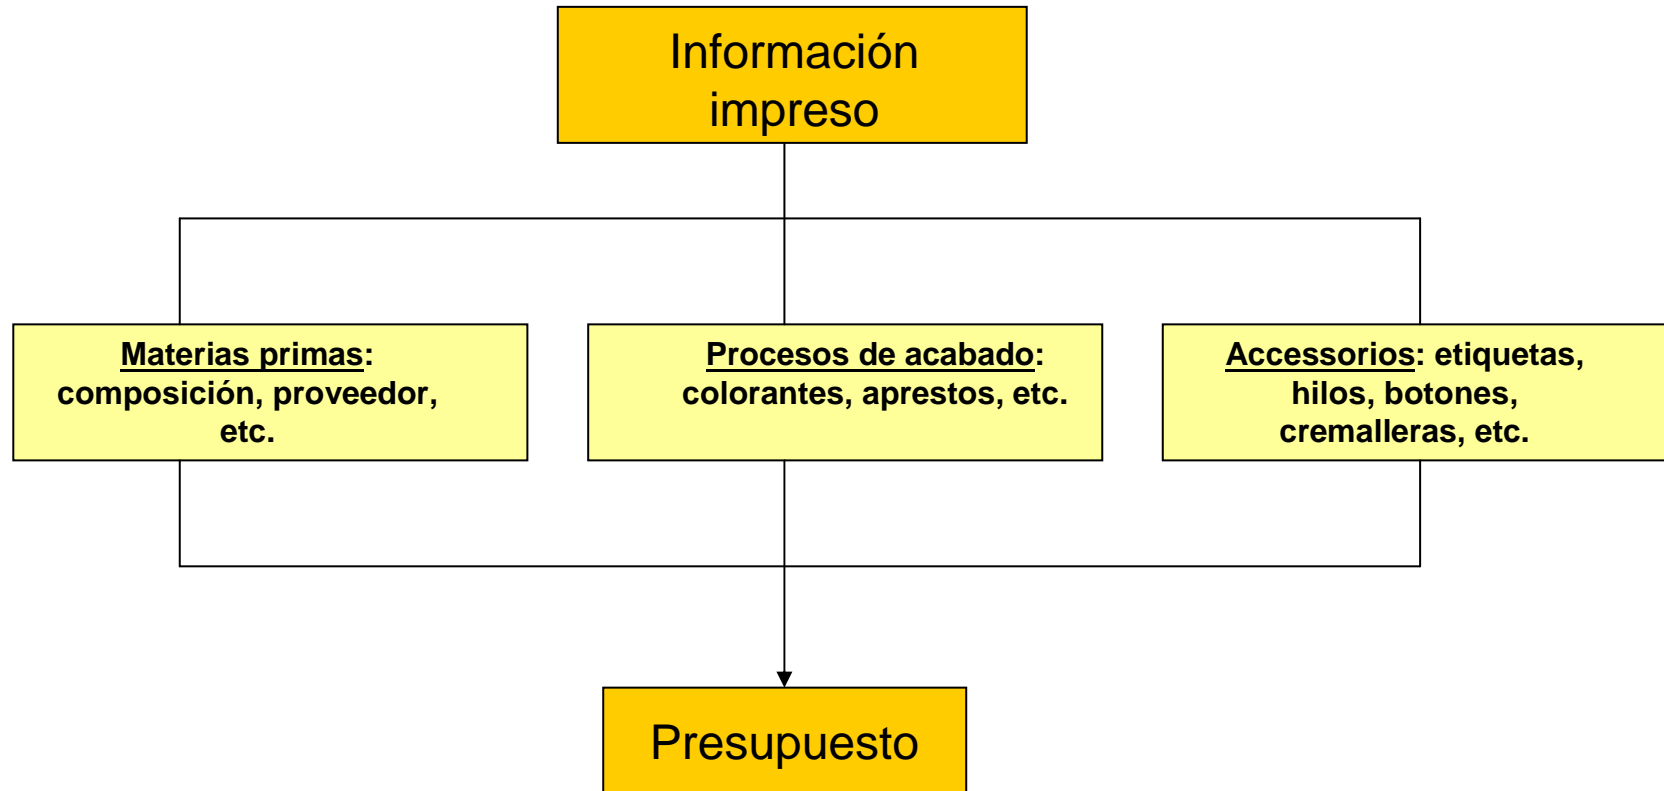 Información
impreso
Materias primas:
composición, proveedor,
etc.
Procesos de acabado:
colorantes, aprestos, etc.
Accessorios: etiquetas,
hilos, botones,
cremalleras, etc.
Presupuesto